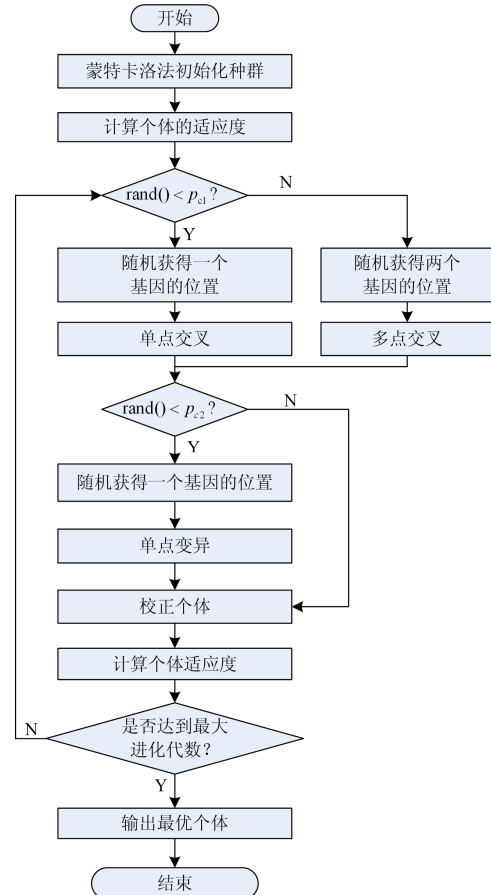 开始
蒙特卡洛法初始化种群
计算个体的适应度
rand() < p_c1 ?
N
Y
随机获得一个
基因的位置
随机获得两个
基因的位置
单点交叉
多点交叉
rand() < p_c2 ?
N
Y
随机获得一个基因的位置
单点变异
校正个体
计算个体适应度
是否达到最大
进化代数?
N
Y
输出最优个体
结束